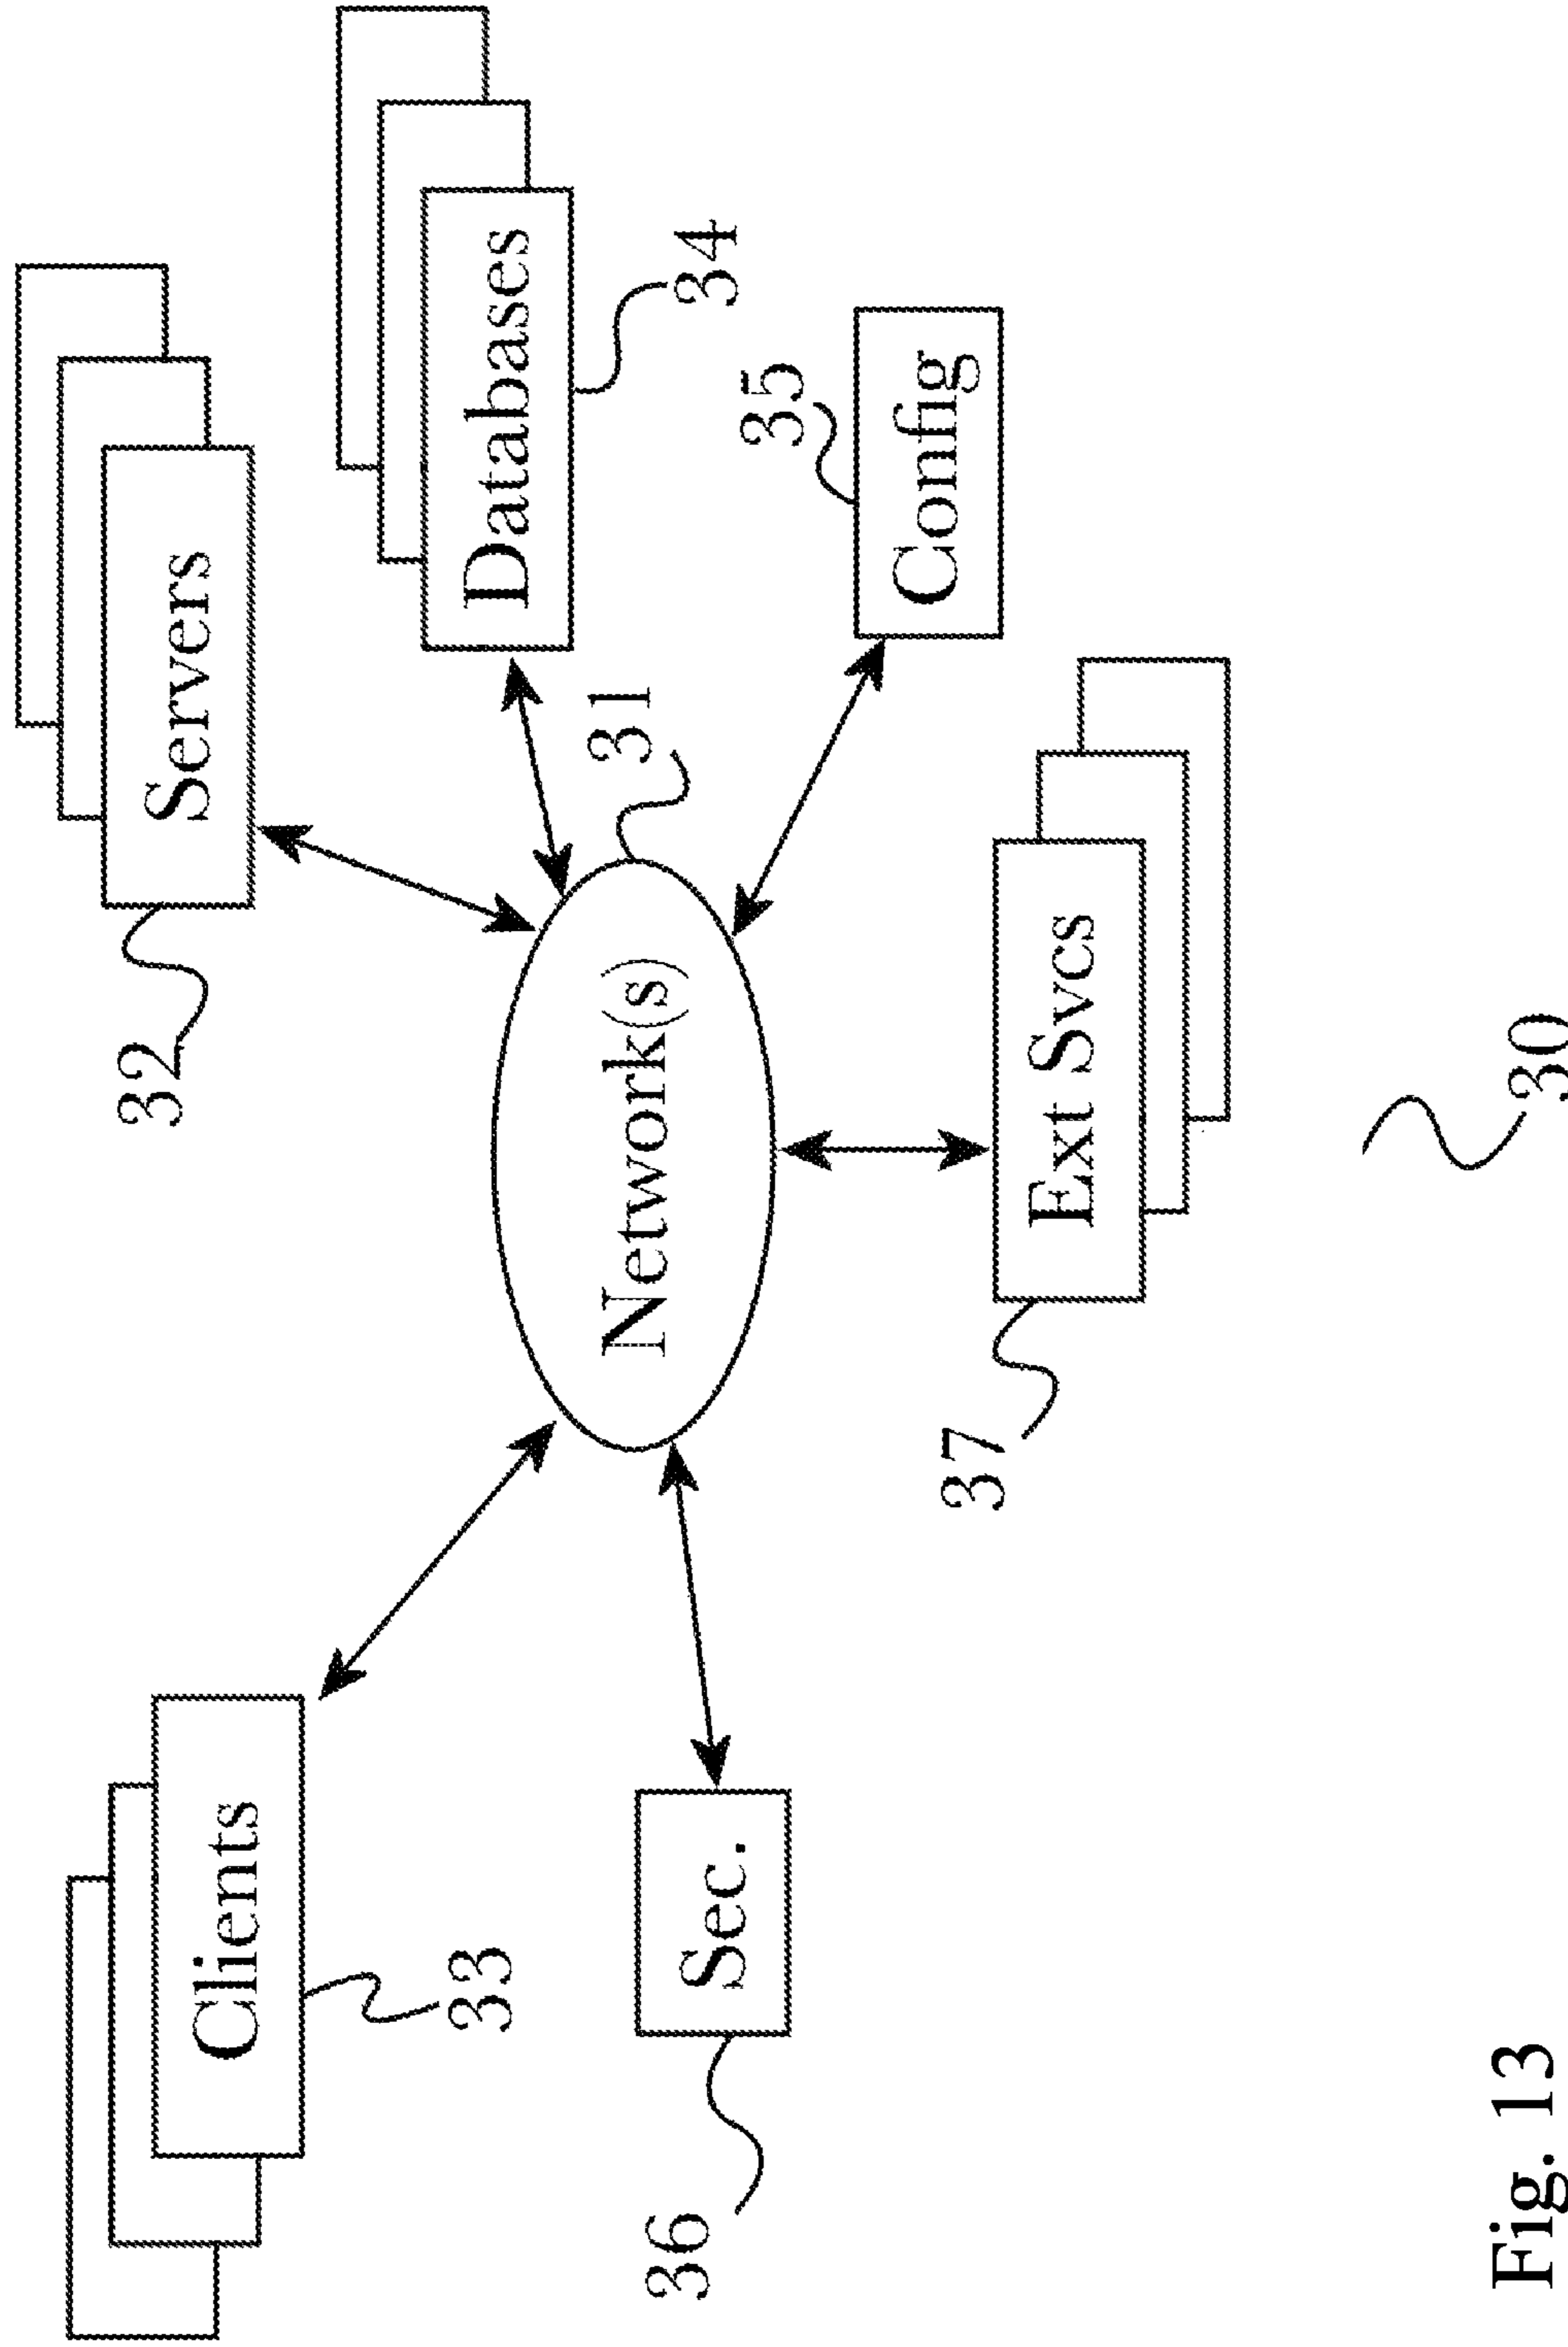 Servers
32
Clients
Databases
33
34
31
Network(s)
35
Sec.
36
Config
37
Ext Svcs
30
Fig. 13